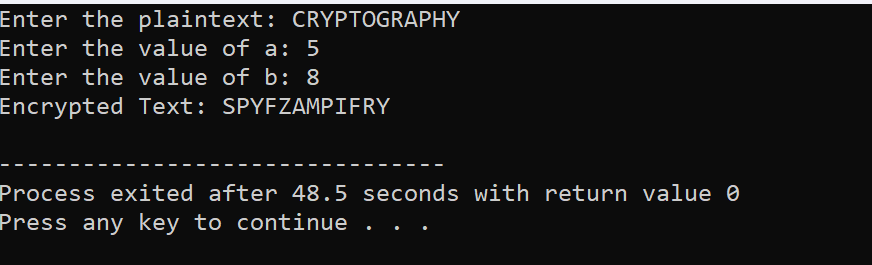 Enter the plaintext: CRYPTOGRAPHY
Enter the value of a: 5
Enter the value of b: 8
Encrypted Text: SPYFZAMPIFRY
--------------------------------
Process exited after 48.5 seconds with return value 0
Press any key to continue . . .